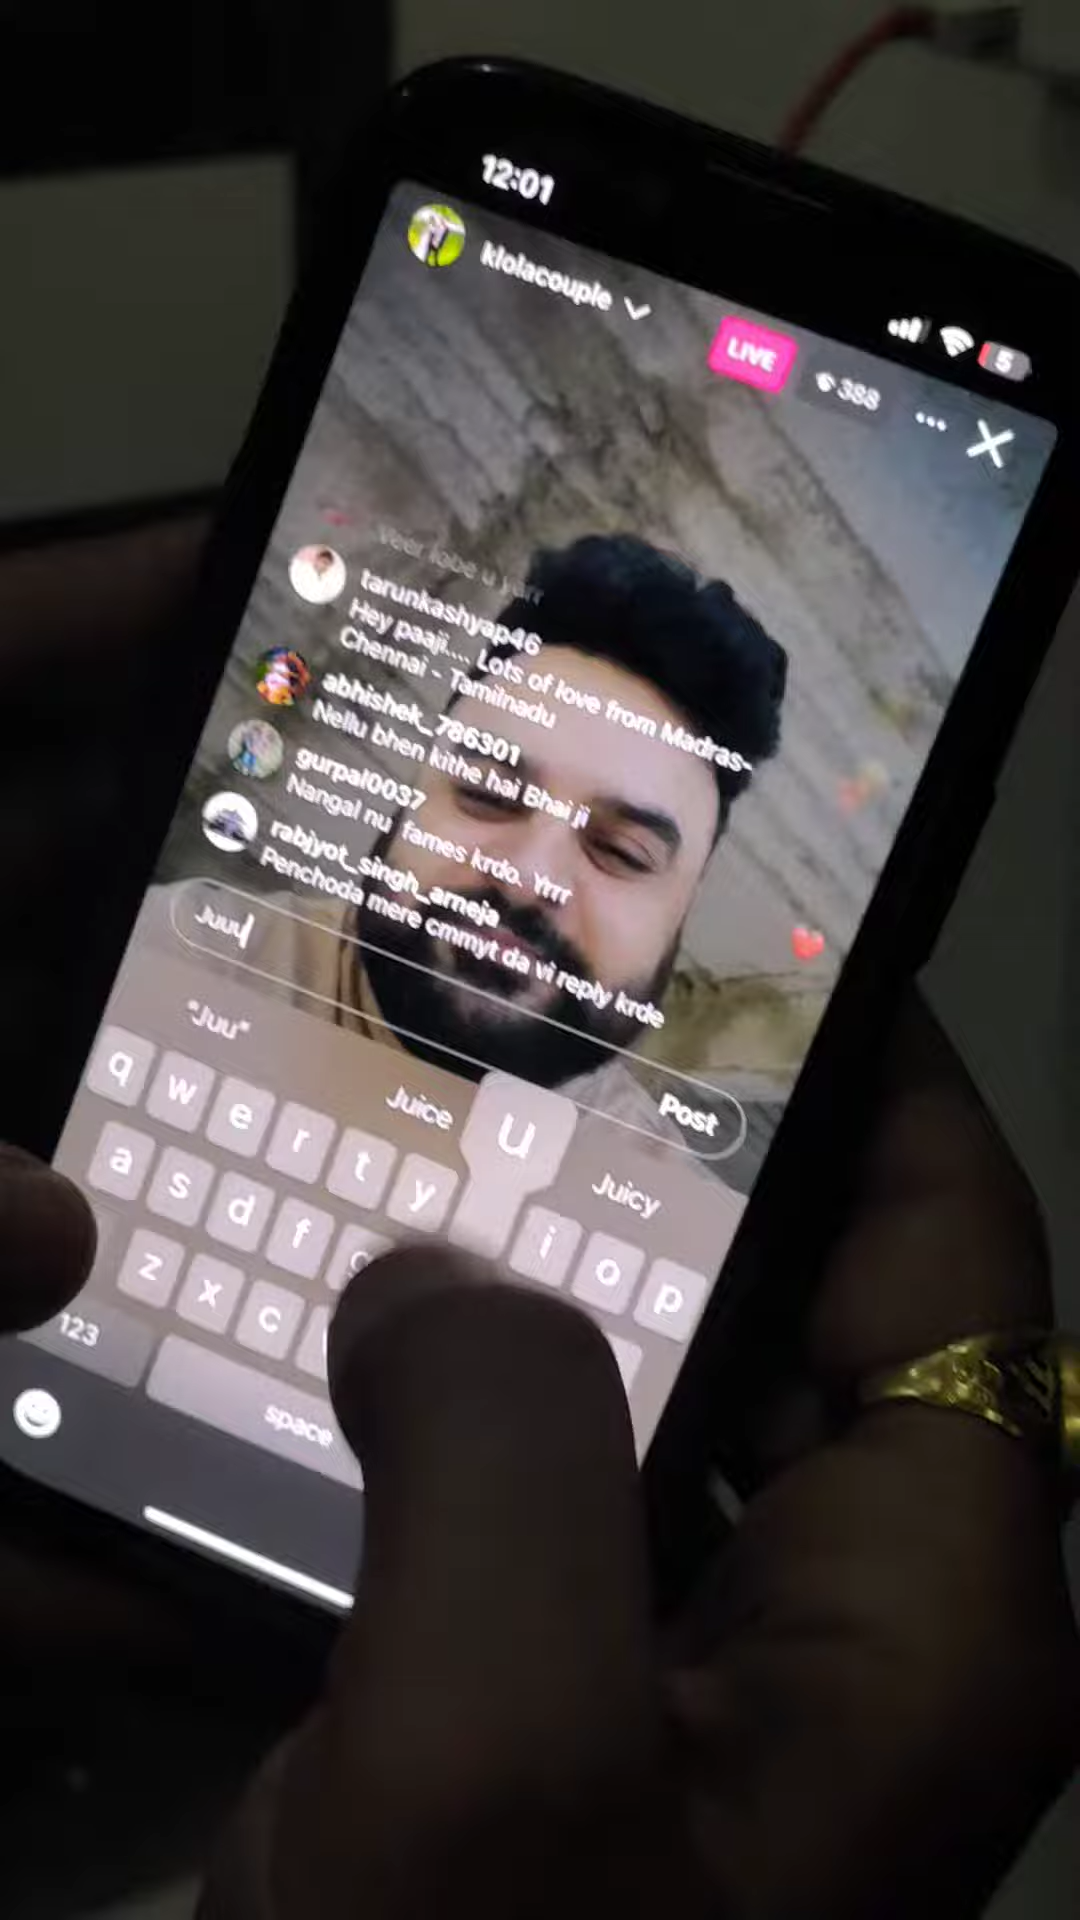 12:01
klolacouple
LIVE
388
5
veer lobe u yarr
tarunkashyap46
Hey paaji.... Lots of love from Madras-
Chennai - Tamilnadu
abhishek_786301
Nellu bhen kithe hai Bhai ji
gurpal0037
Nangal nu fames krdo. Yrrr
rabjyot_singh_arneja
Penchoda mere cmmyt da vi reply krde
Juuu
Post
"Juu"
Juice
Juicy
q w e r t y u i o p
a s d f
z x c
123
space